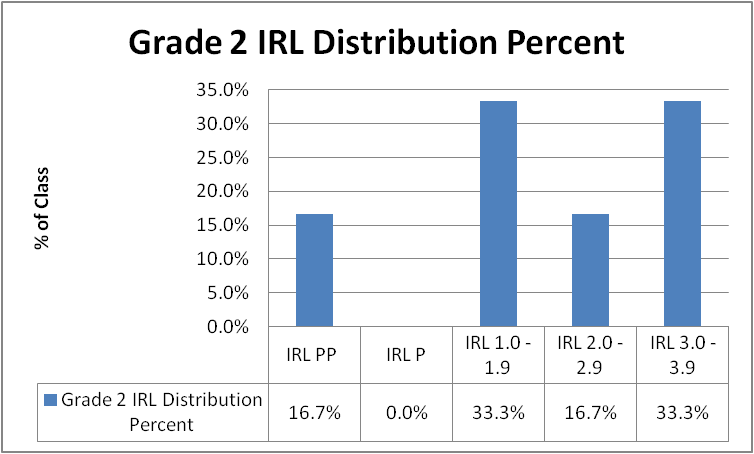 Grade 2 IRL Distribution Percent
% of Class
35.0%
30.0%
25.0%
20.0%
15.0%
10.0%
5.0%
0.0%
IRL PP
IRL P
IRL 1.0 -
1.9
IRL 2.0 -
2.9
IRL 3.0 -
3.9
Grade 2 IRL Distribution
Percent
16.7%
0.0%
33.3%
16.7%
33.3%